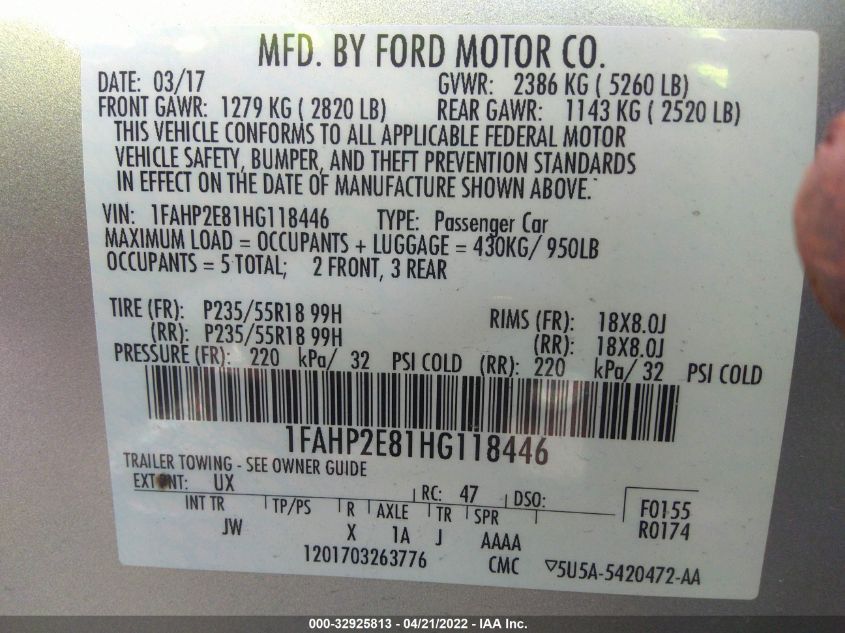 MFD. BY FORD MOTOR CO.
DATE: 03/17 GVWR: 2386 KG ( 5260 LB)
FRONT GAWR: 1279 KG ( 2820 LB) REAR GAWR: 1143 KG ( 2520 LB)
THIS VEHICLE CONFORMS TO ALL APPLICABLE FEDERAL MOTOR
VEHICLE SAFETY, BUMPER, AND THEFT PREVENTION STANDARDS
IN EFFECT ON THE DATE OF MANUFACTURE SHOWN ABOVE.
VIN: 1FAHP2E81HG118446 TYPE: Passenger Car
MAXIMUM LOAD = OCCUPANTS + LUGGAGE = 430KG/ 950LB
OCCUPANTS = 5 TOTAL; 2 FRONT, 3 REAR
TIRE (FR): P235/55R18 99H RIMS (FR): 18X8.0J
(RR): P235/55R18 99H (RR): 18X8.0J
PRESSURE (FR): 220 kPa/ 32 PSI COLD (RR): 220 kPa/ 32 PSI COLD
1FAHP2E81HG118446
TRAILER TOWING - SEE OWNER GUIDE
EXT PNT: UX RC: 47 DSO: F0155
INT TR TP/PS R AXLE TR SPR R0174
JW X 1A J AAAA
1201703263776 CMC ▽5U5A-5420472-AA
000-32925813 - 04/21/2022 - IAA Inc.